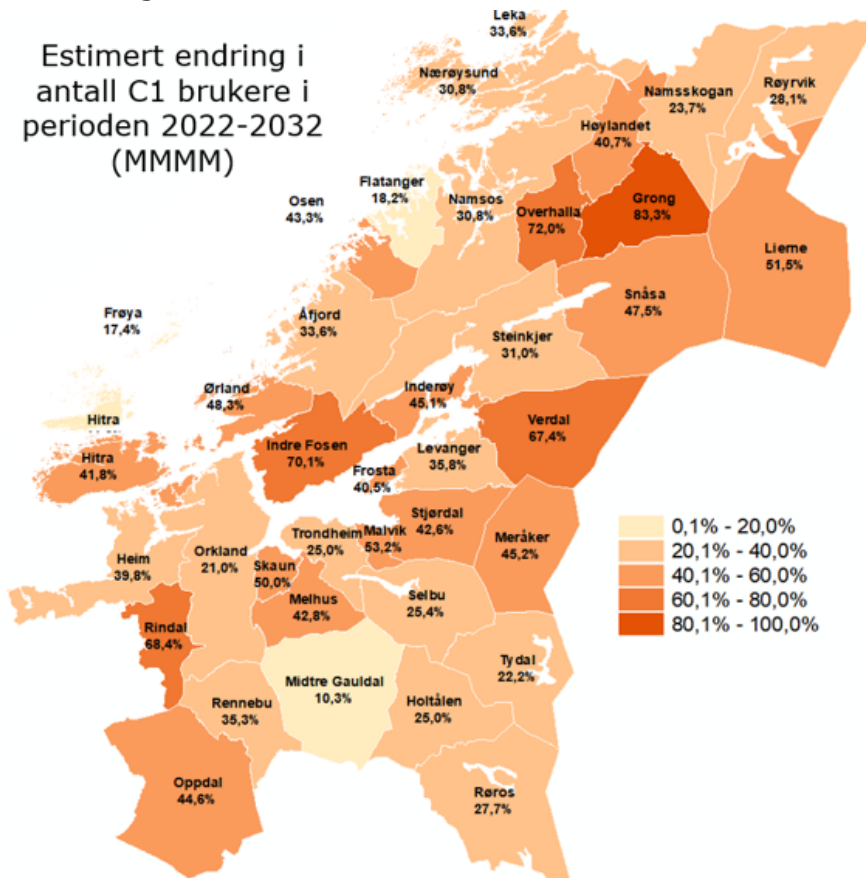 Estimert endring i
antall C1 brukere i
perioden 2022-2032
(MMMM)
Leka
33,6%
Nærøysund
30,8%
Namsskogan
23,7%
Røyrvik
28,1%
Høylandet
40,7%
Osen
43,3%
Flatanger
18,2%
Namsos
30,8%
Overhalla
72,0%
Grong
83,3%
Lierne
51,5%
Snåsa
47,5%
Frøya
17,4%
Åfjord
33,6%
Steinkjer
31,0%
Ørland
48,3%
Inderøy
45,1%
Verdal
67,4%
Hitra
Hitra
41,8%
Indre Fosen
70,1%
Levanger
35,8%
Frosta
40,5%
Stjørdal
42,6%
Meråker
45,2%
Trondheim
25,0%
Malvik
53,2%
Heim
39,8%
Orkland
21,0%
Skaun
50,0%
Melhus
42,8%
Selbu
25,4%
Rindal
68,4%
Tydal
22,2%
Midtre Gauldal
10,3%
Rennebu
35,3%
Holtålen
25,0%
Oppdal
44,6%
Røros
27,7%
0,1% - 20,0%
20,1% - 40,0%
40,1% - 60,0%
60,1% - 80,0%
80,1% - 100,0%